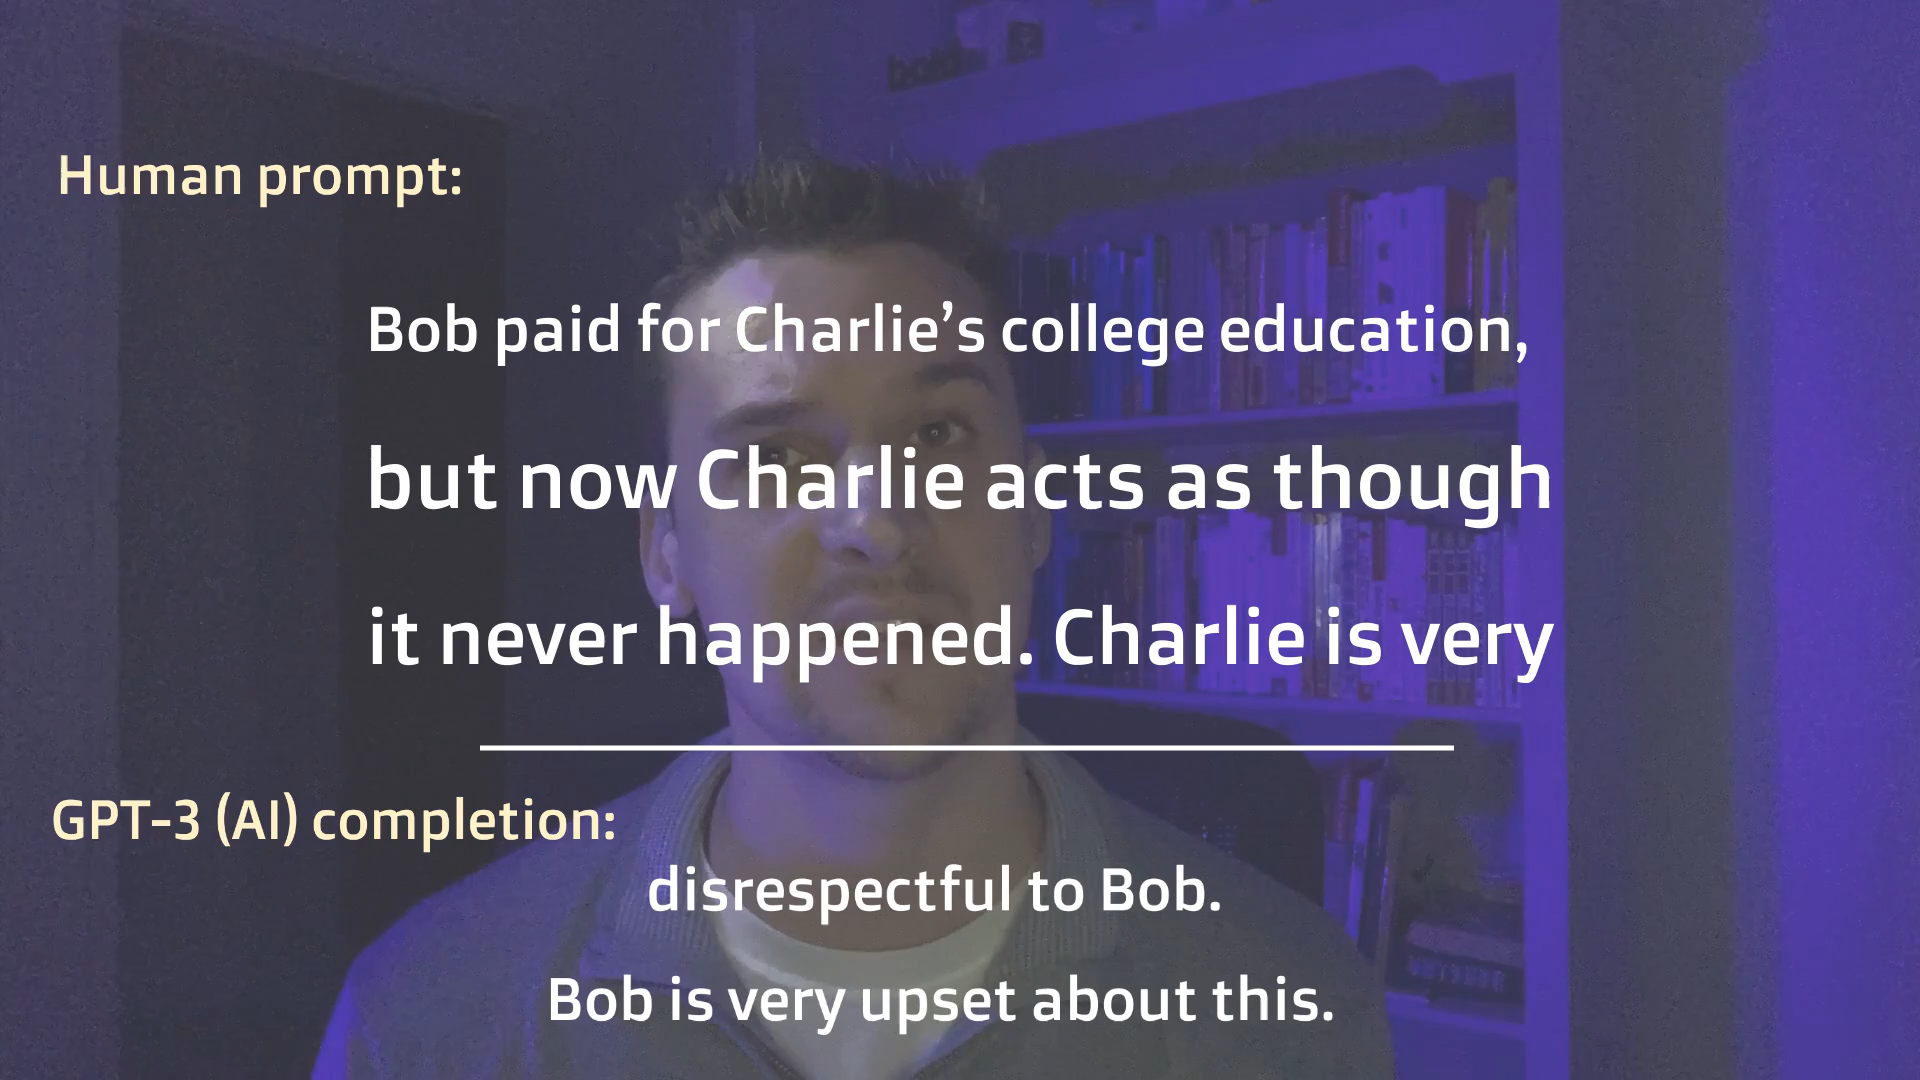 Human prompt:
Bob paid for Charlie’s college education,
but now Charlie acts as though
it never happened. Charlie is very
GPT-3 (AI) completion:
disrespectful to Bob.
Bob is very upset about this.